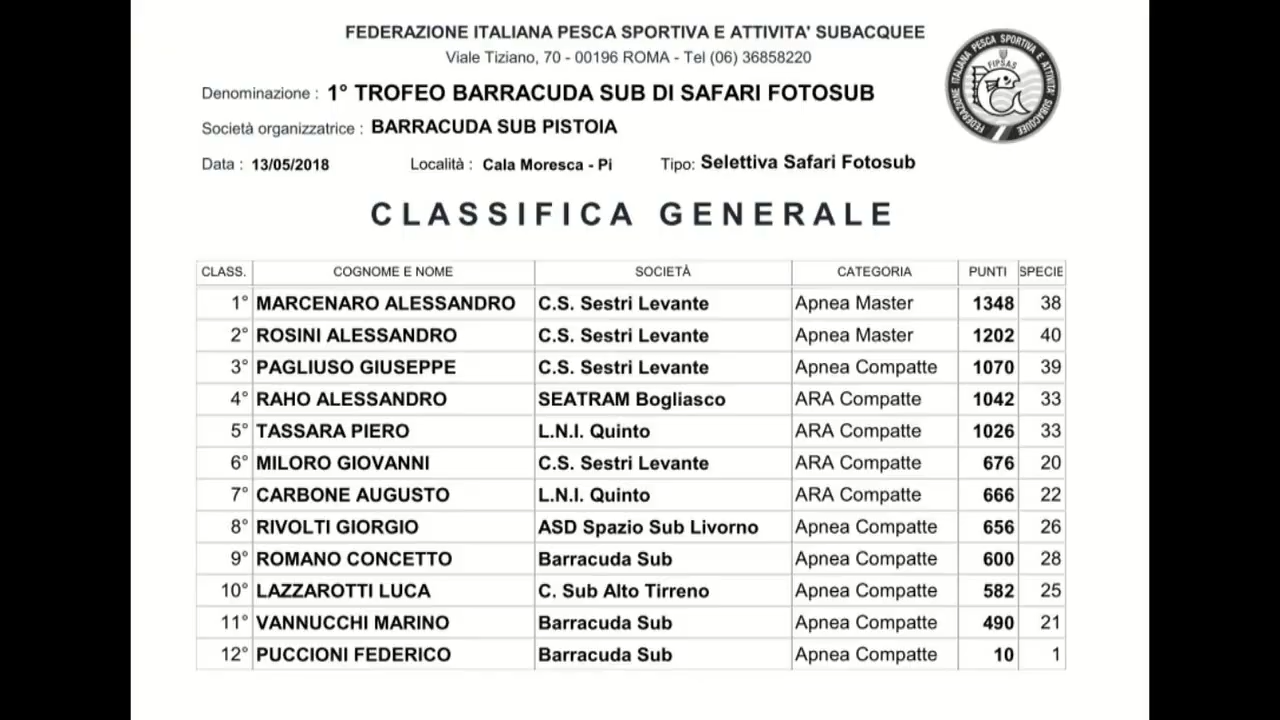 FEDERAZIONE ITALIANA PESCA SPORTIVA E ATTIVITA' SUBACQUEE
Viale Tiziano, 70 - 00196 ROMA - Tel (06) 36858220
Denominazione : 1° TROFEO BARRACUDA SUB DI SAFARI FOTOSUB
Società organizzatrice : BARRACUDA SUB PISTOIA
Data : 13/05/2018 Località : Cala Moresca - Pi Tipo: Selettiva Safari Fotosub
FEDERAZIONE ITALIANA PESCA SPORTIVA E ATTIVITÀ SUBACQUEE
FIPSAS
CLASSIFICA GENERALE
CLASS. COGNOME E NOME SOCIETÀ CATEGORIA PUNTI SPECIE
1° MARCENARO ALESSANDRO C.S. Sestri Levante Apnea Master 1348 38
2° ROSINI ALESSANDRO C.S. Sestri Levante Apnea Master 1202 40
3° PAGLIUSO GIUSEPPE C.S. Sestri Levante Apnea Compatte 1070 39
4° RAHO ALESSANDRO SEATRAM Bogliasco ARA Compatte 1042 33
5° TASSARA PIERO L.N.I. Quinto ARA Compatte 1026 33
6° MILORO GIOVANNI C.S. Sestri Levante ARA Compatte 676 20
7° CARBONE AUGUSTO L.N.I. Quinto ARA Compatte 666 22
8° RIVOLTI GIORGIO ASD Spazio Sub Livorno Apnea Compatte 656 26
9° ROMANO CONCETTO Barracuda Sub Apnea Compatte 600 28
10° LAZZAROTTI LUCA C. Sub Alto Tirreno Apnea Compatte 582 25
11° VANNUCCHI MARINO Barracuda Sub Apnea Compatte 490 21
12° PUCCIONI FEDERICO Barracuda Sub Apnea Compatte 10 1